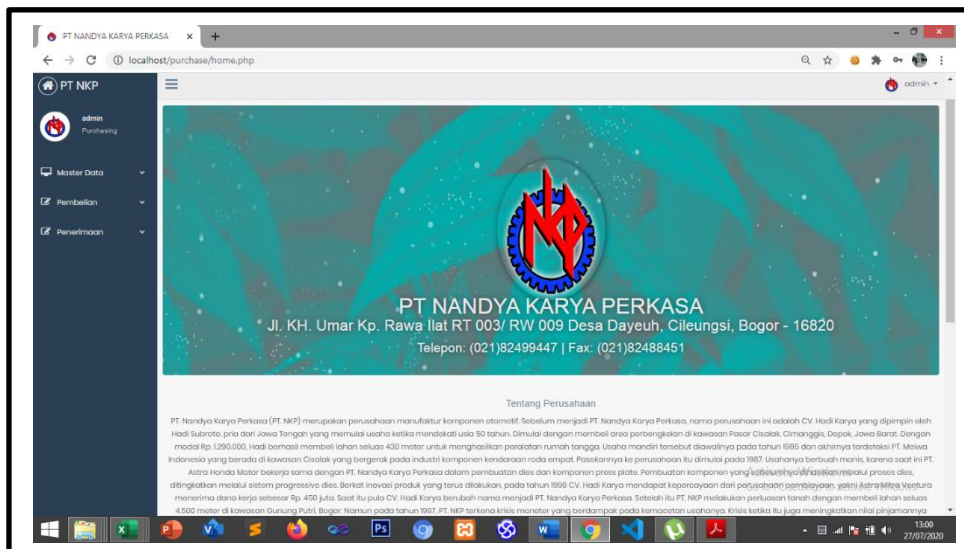 PT NANDYA KARYA PERKASA
localhost/purchase/home.php
PT NKP
admin
admin
Purchasing
Master Data
Pembelian
Penerimaan
NKP
PT NANDYA KARYA PERKASA
Jl. KH. Umar Kp. Rawa Ilat RT 003/ RW 009 Desa Dayeuh, Cileungsi, Bogor - 16820
Telepon: (021)82499447 | Fax: (021)82488451
Tentang Perusahaan
PT. Nandya Karya Perkasa (PT. NKP) merupakan perusahaan manufaktur komponen otomotif. Sebelum menjadi PT. Nandya Karya Perkasa, nama perusahaan ini adalah CV. Hadi Karya yang dipimpin oleh
Hadi Subroto, pria dari Jawa Tengah yang memulai usaha ketika mendekati usia 50 tahun. Dimulai dengan membeli area perbengkelan di kawasan Pasar Cisalak, Cimanggis, Depok, Jawa Barat. Dengan
modal Rp. 1.290.000, Hadi berhasil membeli lahan seluas 430 meter untuk menghasilkan peralatan rumah tangga. Usaha mandiri tersebut diawalinya pada tahun 1985 dan akhirnya terdeteksi PT. Meiwa
Indonesia yang berada di kawasan Cisalak yang bergerak pada industri komponen kendaraan roda empat. Pasokannya ke perusahaan itu dimulai pada 1987. Usahanya berbuah manis, karena saat ini PT.
Astra Honda Motor bekerja sama dengan PT. Nandya Karya Perkasa dalam pembuatan dies dan komponen press plate. Pembuatan komponen yang melalui proses dies,
ditingkatkan melalui sistem progressive dies. Berkat inovasi produk yang terus dilakukan, pada tahun 1996 CV. Hadi Karya mendapat kepercayaan dari yakni Astra Mitra Ventura
menerima dana kerja sebesar Rp. 450 juta. Saat itu pula CV. Hadi Karya berubah nama menjadi PT. Nandya Karya Perkasa. Setelah itu PT. NKP melakukan perluasan tanah dengan membeli lahan seluas
4.500 meter di kawasan Gunung Putri, Bogor. Namun pada tahun 1997, PT. NKP terkena krisis moneter yang berdampak pada kemacetan usahanya. Krisis ketika itu juga meningkatkan nilai pinjamannya
Activate Windows
13:00
27/07/2020